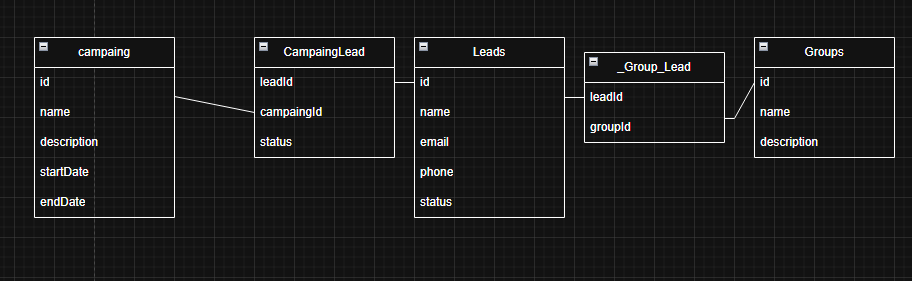 campaing
id
name
description
startDate
endDate
CampaingLead
leadId
campaingId
status
Leads
id
name
email
phone
status
_Group_Lead
leadId
groupId
Groups
id
name
description